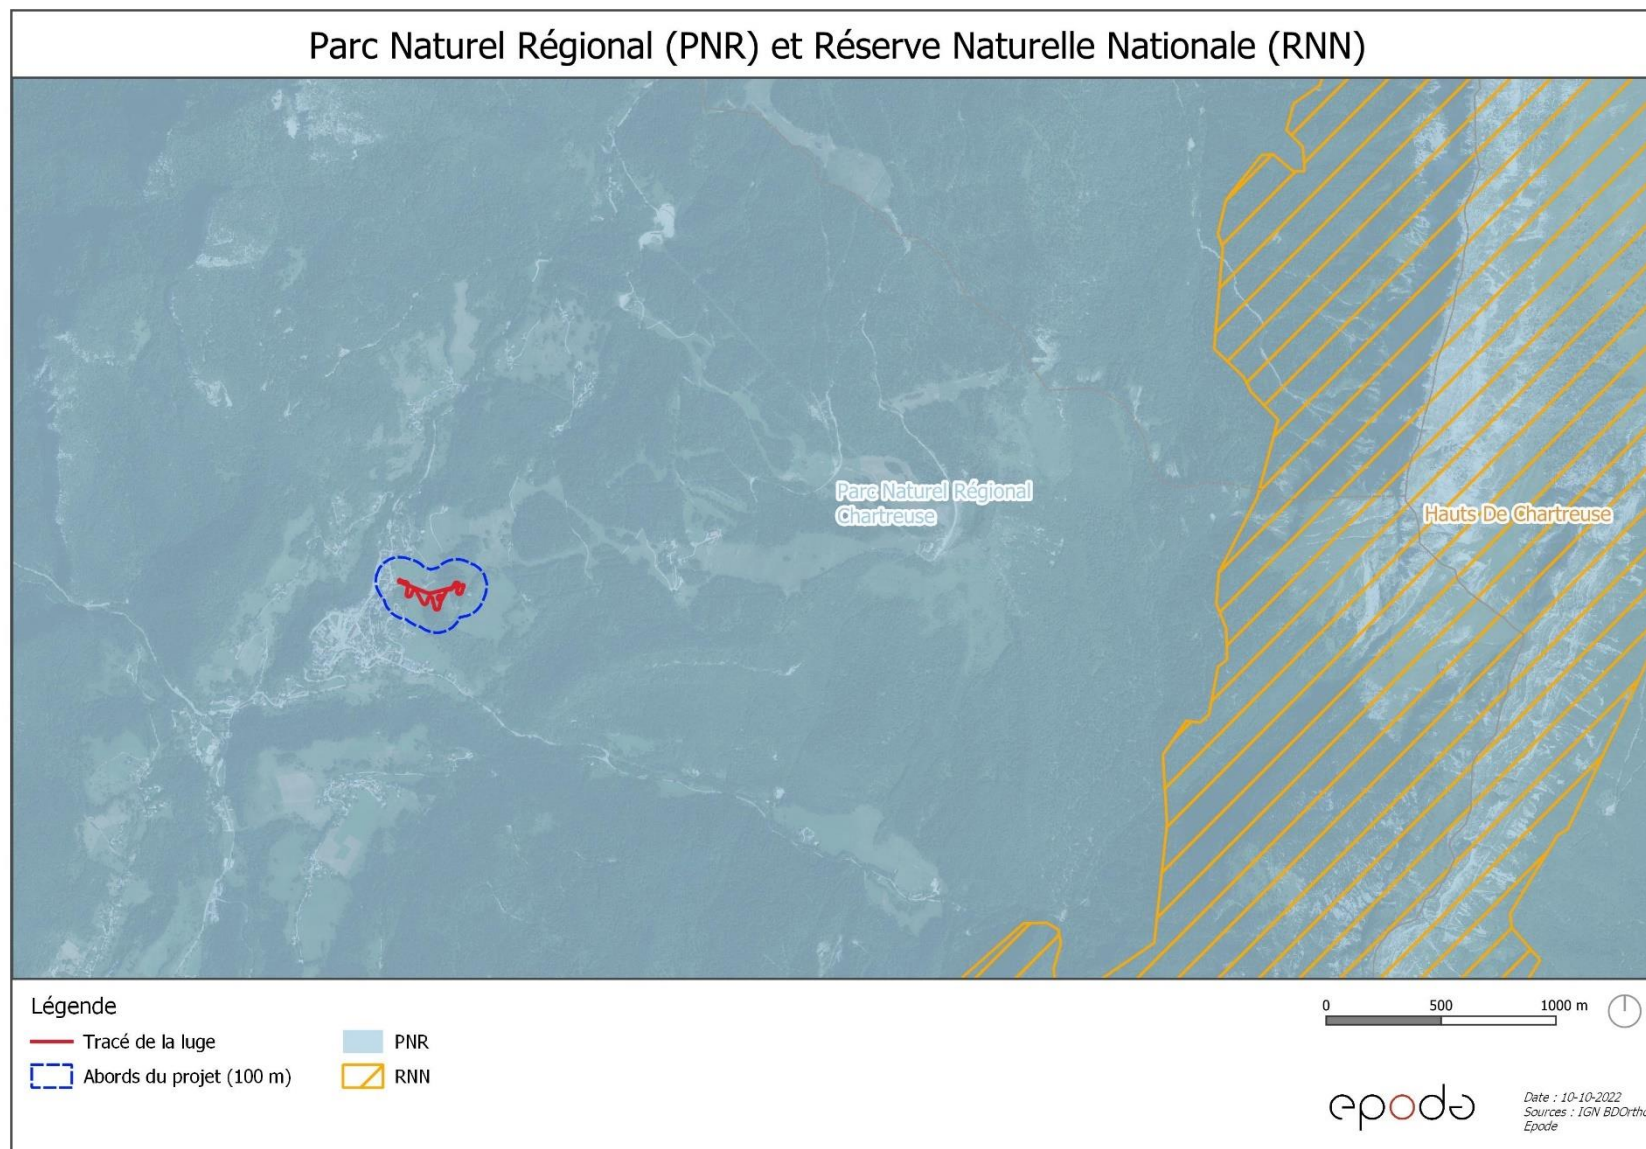 Parc Naturel Régional (PNR) et Réserve Naturelle Nationale (RNN)
Parc Naturel Régional
Chartreuse
Hauts De Chartreuse
Légende
Tracé de la luge
Abords du projet (100 m)
PNR
RNN
0 500 1000 m
epode
Date : 10-10-2022
Sources : IGN BDOrtho
Epode